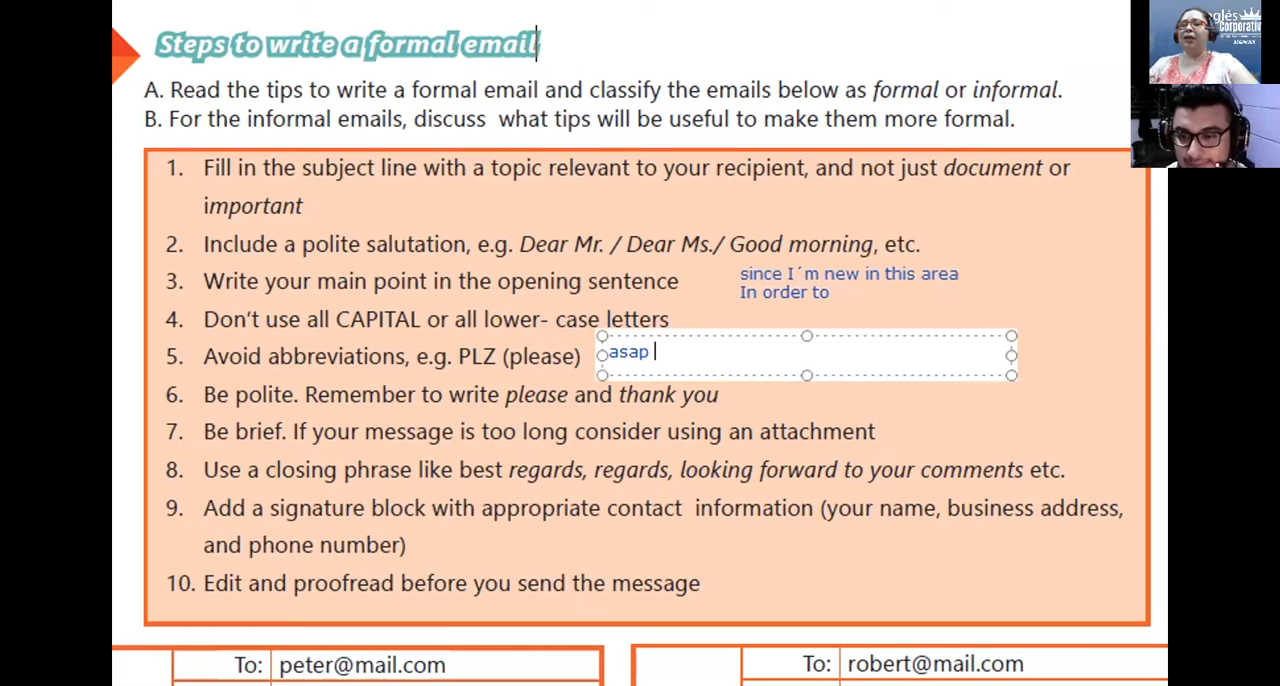 Steps to write a formal email
A. Read the tips to write a formal email and classify the emails below as formal or informal.
B. For the informal emails, discuss what tips will be useful to make them more formal.
1. Fill in the subject line with a topic relevant to your recipient, and not just document or
important
2. Include a polite salutation, e.g. Dear Mr. / Dear Ms./ Good morning, etc.
3. Write your main point in the opening sentence
since I´m new in this area
In order to
4. Don't use all CAPITAL or all lower- case letters
5. Avoid abbreviations, e.g. PLZ (please)
asap
6. Be polite. Remember to write please and thank you
7. Be brief. If your message is too long consider using an attachment
8. Use a closing phrase like best regards, regards, looking forward to your comments etc.
9. Add a signature block with appropriate contact information (your name, business address,
and phone number)
10. Edit and proofread before you send the message
To: peter@mail.com
To: robert@mail.com